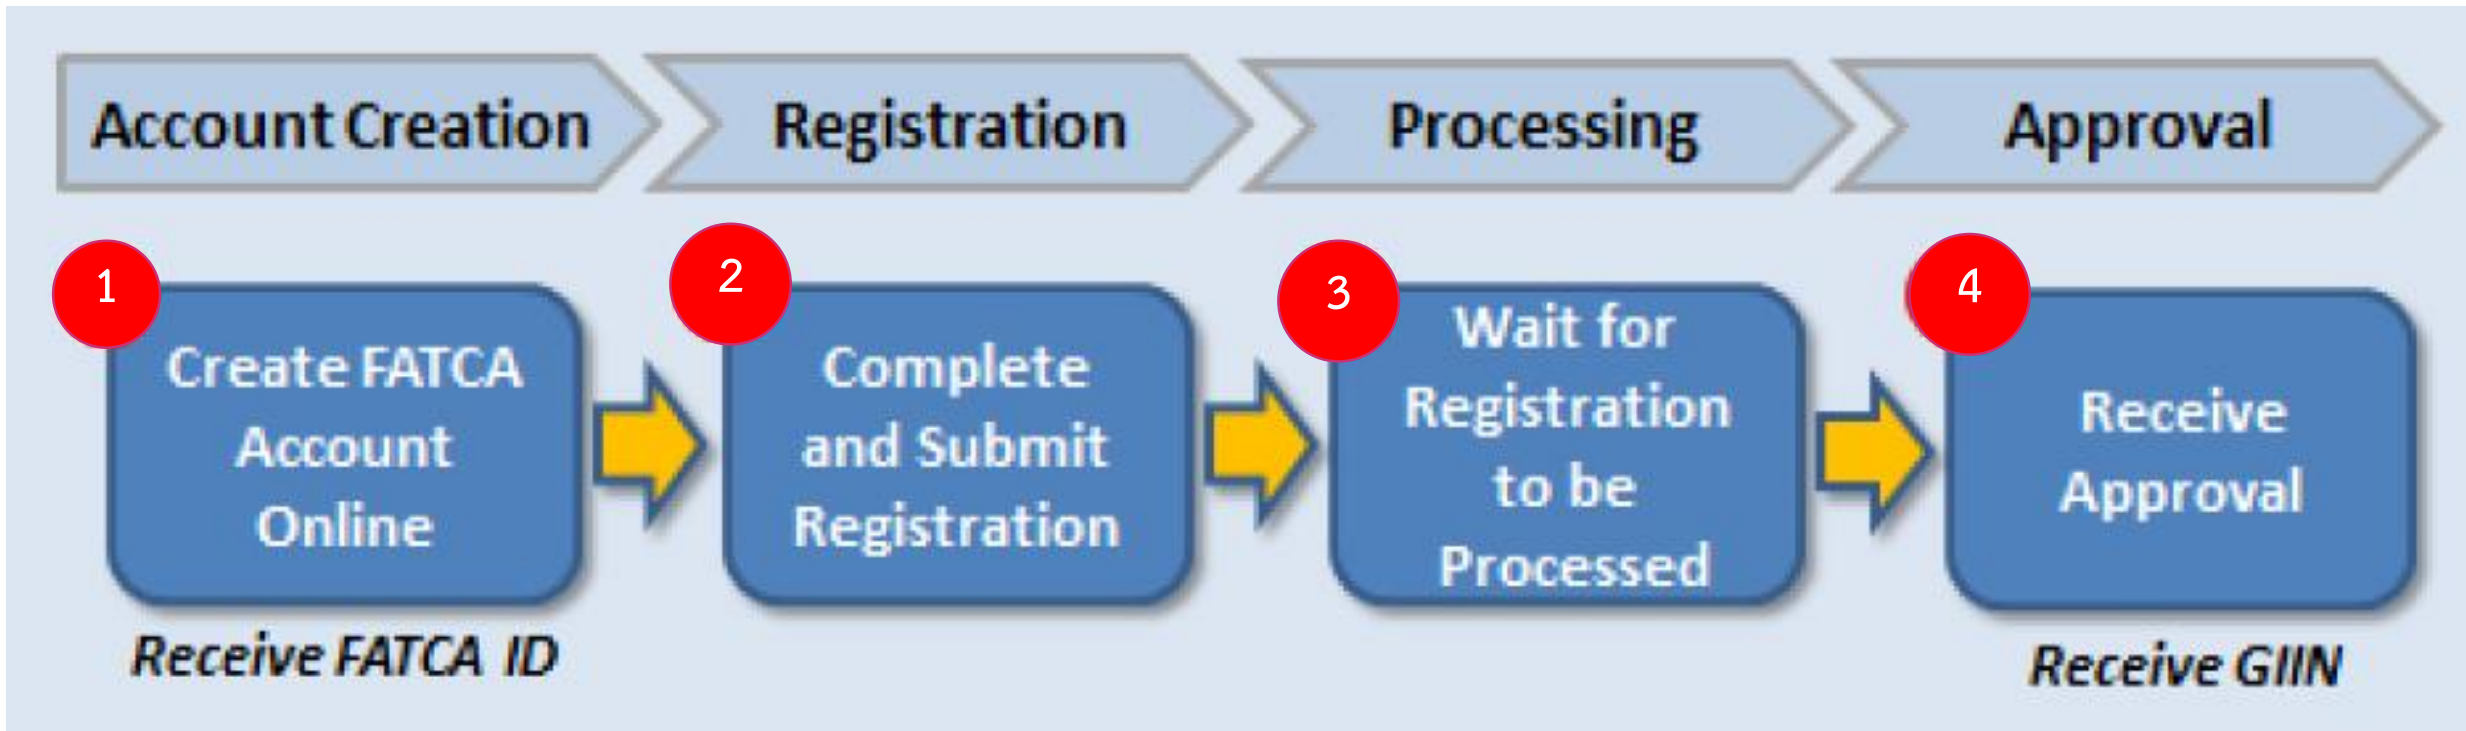 Account Creation
Registration
Processing
Approval
1
Create FATCA
Account
Online
Receive FATCA ID
2
Complete
and Submit
Registration
3
Wait for
Registration
to be
Processed
4
Receive
Approval
Receive GIIN